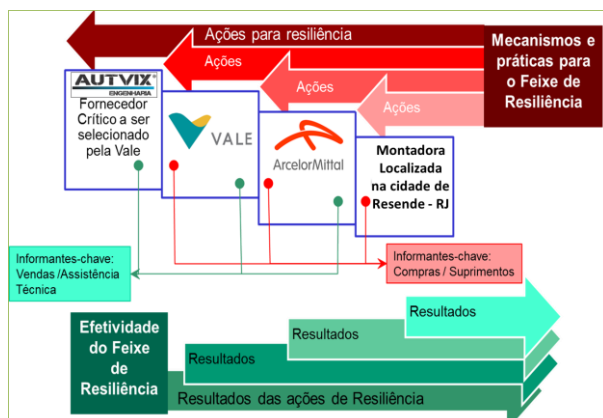 Ações para resiliência
Ações
Ações
Ações
Mecanismos e
práticas para
o Feixe de
Resiliência
AUTVIX
ENGENHARIA
Fornecedor
Crítico a ser
selecionado
pela Vale
VALE
ArcelorMittal
Montadora
Localizada
na cidade de
Resende - RJ
Informantes-chave:
Vendas /Assistência
Técnica
Informantes-chave:
Compras / Suprimentos
Efetividade
do Feixe
de
Resiliência
Resultados
Resultados
Resultados
Resultados das ações de Resiliência